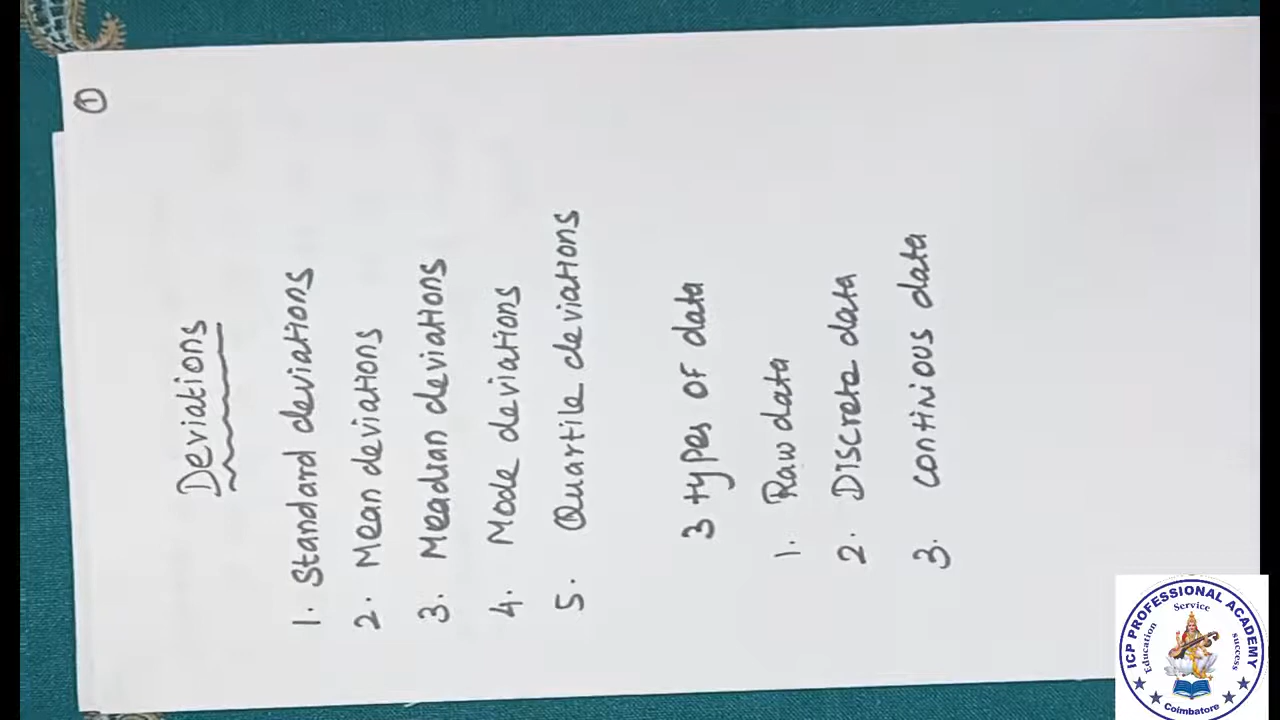 ①
Deviations
1. Standard deviations
2. Mean deviations
3. Meadian deviations
4. Mode deviations
5. Quartile deviations
3 types of data
1. Raw data
2. Discrete data
3. continious data
ICP PROFESSIONAL ACADEMY
Service
Education
success
Coimbatore